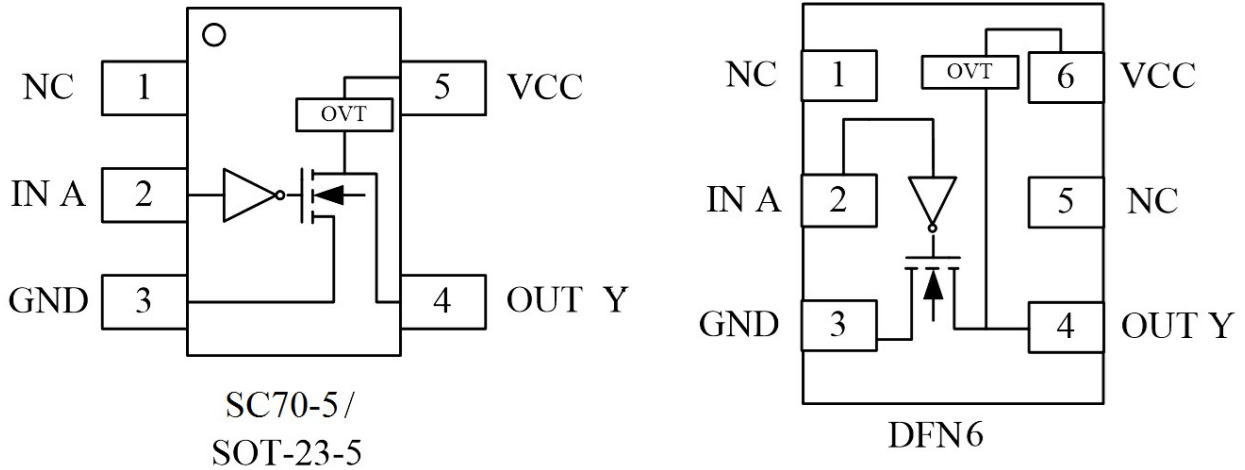 NC 1
OVT
5 VCC
IN A 2
GND 3
4 OUT Y
SC70-5/
SOT-23-5
NC 1
OVT
6 VCC
IN A 2
5 NC
GND 3
4 OUT Y
DFN6